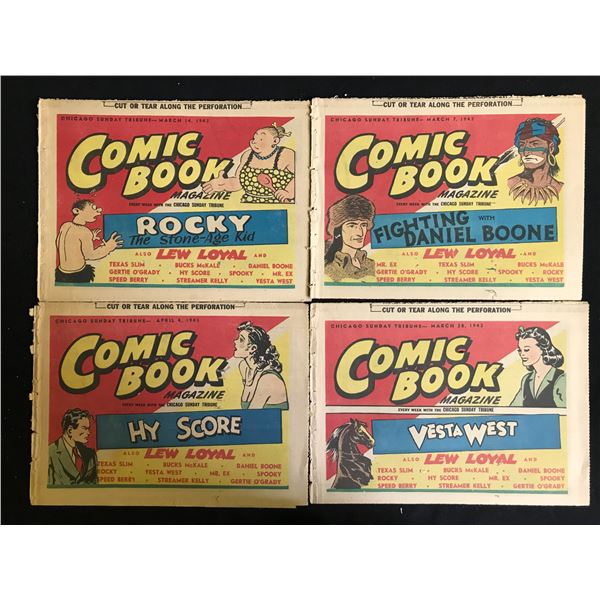 CUT OR TEAR ALONG THE PERFORATION
CHICAGO SUNDAY TRIBUNE—MARCH 14, 1943
COMIC
BOOK
MAGAZINE
EVERY WEEK WITH THE CHICAGO SUNDAY TRIBUNE
ROCKY
The Stone-Age Kid
ALSO LEW LOYAL AND
TEXAS SLIM • BUCKS McKALE • DANIEL BOONE
GERTIE O'GRADY • HY SCORE • SPOOKY • MR. EX
SPEED BERRY • STREAMER KELLY • VESTA WEST
CUT OR TEAR ALONG THE PERFORATION
CHICAGO SUNDAY TRIBUNE—MARCH 7, 1943
COMIC
BOOK
MAGAZINE
EVERY WEEK WITH THE CHICAGO SUNDAY TRIBUNE
FIGHTING WITH
DANIEL BOONE
ALSO LEW LOYAL AND
MR. EX • TEXAS SLIM • BUCKS McKALE
GERTIE O'GRADY • HY SCORE • SPOOKY • ROCKY
SPEED BERRY • STREAMER KELLY • VESTA WEST
CUT OR TEAR ALONG THE PERFORATION
CHICAGO SUNDAY TRIBUNE—APRIL 4, 1943
COMIC
BOOK
MAGAZINE
EVERY WEEK WITH THE CHICAGO SUNDAY TRIBUNE
HY SCORE
ALSO LEW LOYAL AND
TEXAS SLIM • BUCKS McKALE • DANIEL BOONE
ROCKY • VESTA WEST • MR. EX • SPOOKY
SPEED BERRY • STREAMER KELLY • GERTIE O'GRADY
CUT OR TEAR ALONG THE PERFORATION
CHICAGO SUNDAY TRIBUNE—MARCH 28, 1943
COMIC
BOOK
MAGAZINE
EVERY WEEK WITH THE CHICAGO SUNDAY TRIBUNE
VESTA WEST
ALSO LEW LOYAL AND
TEXAS SLIM • BUCKS McKALE • DANIEL BOONE
ROCKY • HY SCORE • MR. EX • SPOOKY
SPEED BERRY • STREAMER KELLY • GERTIE O'GRADY